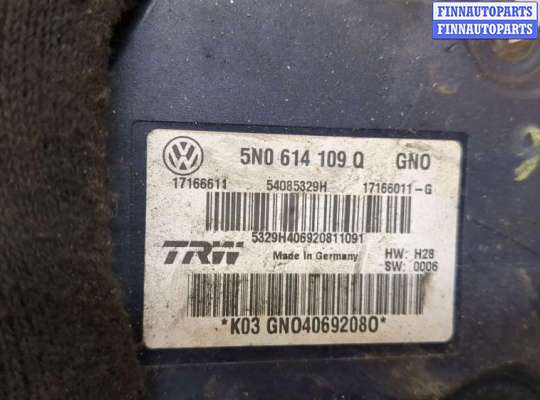 FINNAUTOPARTS
FINNAUTOPARTS
5N0 614 109 Q GNO
17166611 54085329H 17166011-G
5329H406920811091
TRW Made in Germany HW: H28
SW: 0006
*K03 GNO40692080*